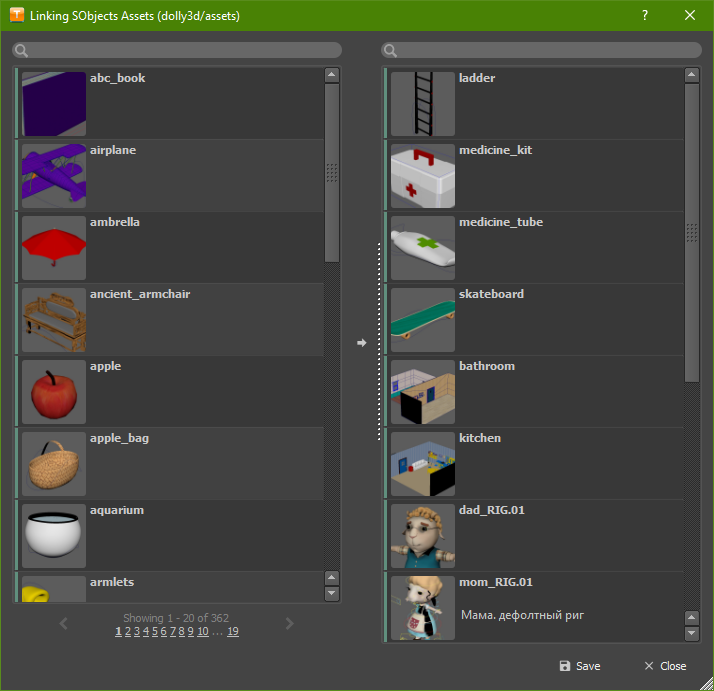 Linking SObjects Assets (dolly3d/assets)
abc_book
airplane
ambrella
ancient_armchair
apple
apple_bag
aquarium
armlets
Showing 1 - 20 of 362
1 2 3 4 5 6 7 8 9 10 ... 19
ladder
medicine_kit
medicine_tube
skateboard
bathroom
kitchen
dad_RIG.01
mom_RIG.01
Мама. дефолтный риг
Save
Close